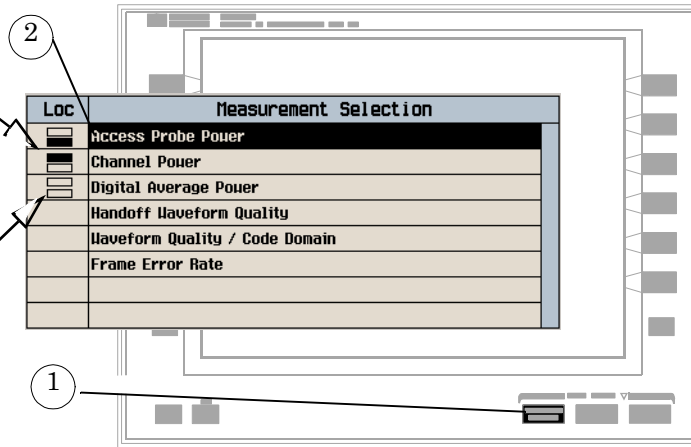 2
Loc Measurement Selection
Access Probe Power
Channel Power
Digital Average Power
Handoff Waveform Quality
Waveform Quality / Code Domain
Frame Error Rate
1